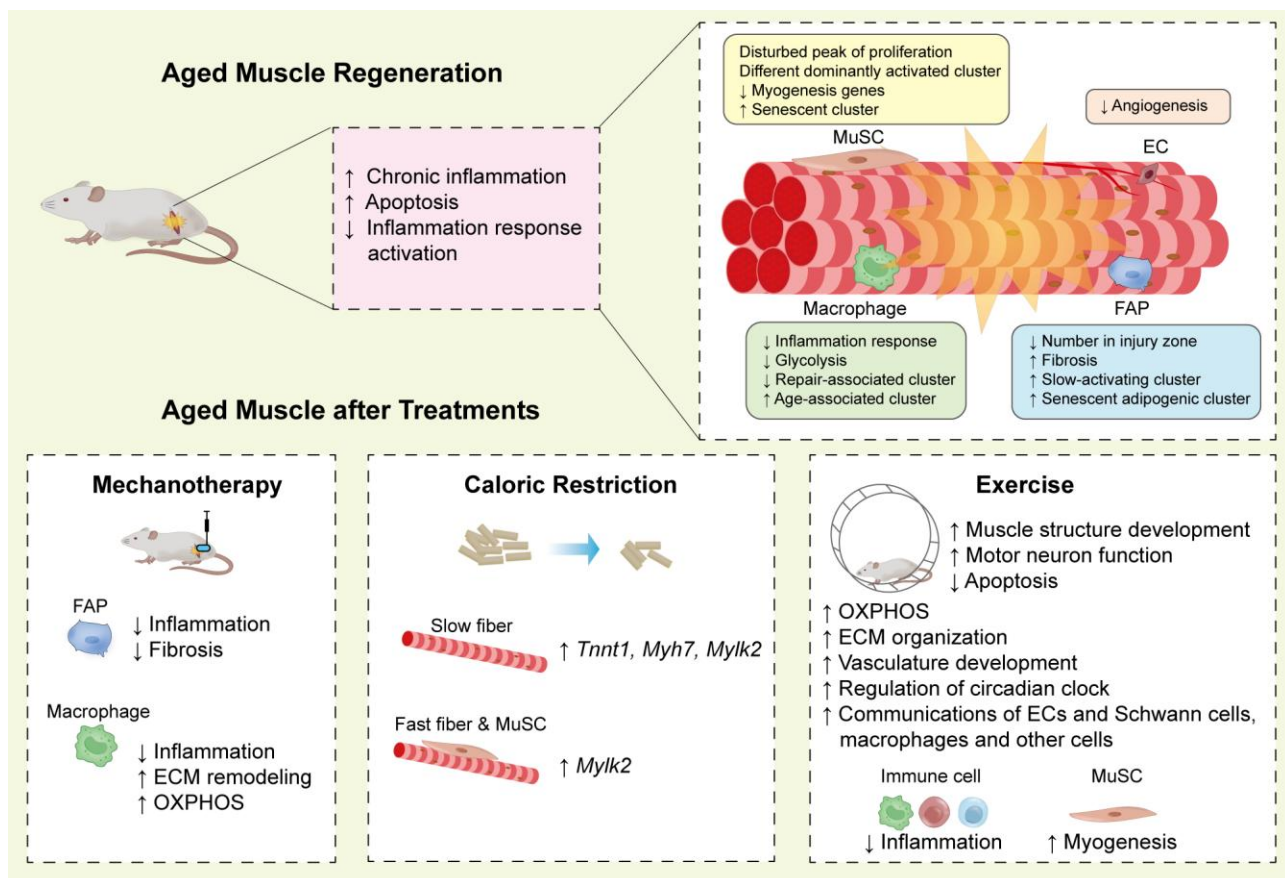 Aged Muscle Regeneration
↑ Chronic inflammation
↑ Apoptosis
↓ Inflammation response
activation
Disturbed peak of proliferation
Different dominantly activated cluster
↓ Myogenesis genes
↑ Senescent cluster
MuSC
↓ Angiogenesis
EC
Macrophage
↓ Inflammation response
↓ Glycolysis
↓ Repair-associated cluster
↑ Age-associated cluster
FAP
↓ Number in injury zone
↑ Fibrosis
↑ Slow-activating cluster
↑ Senescent adipogenic cluster
Aged Muscle after Treatments
Mechanotherapy
FAP
↓ Inflammation
↓ Fibrosis
Macrophage
↓ Inflammation
↑ ECM remodeling
↑ OXPHOS
Caloric Restriction
Slow fiber
↑ Tnnt1, Myh7, Mylk2
Fast fiber & MuSC
↑ Mylk2
Exercise
↑ Muscle structure development
↑ Motor neuron function
↓ Apoptosis
↑ OXPHOS
↑ ECM organization
↑ Vasculature development
↑ Regulation of circadian clock
↑ Communications of ECs and Schwann cells,
macrophages and other cells
Immune cell
↓ Inflammation
MuSC
↑ Myogenesis